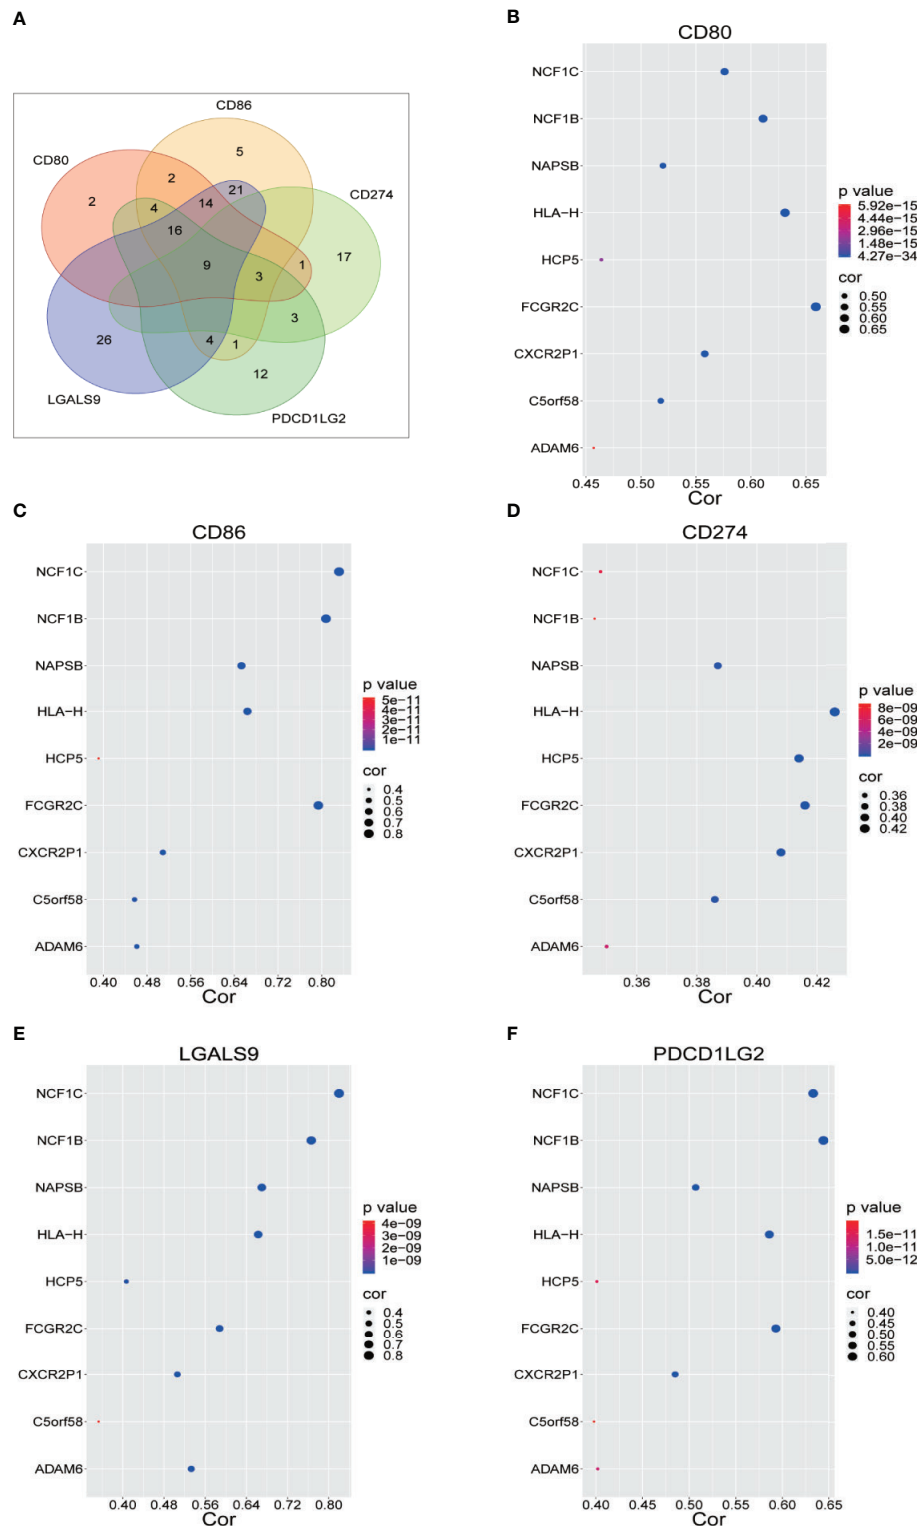 A
CD86
CD80
CD274
LGALS9
PDCD1LG2
5
2
2
21
4
14
16
17
9
3
1
3
26
4
1
12
B
CD80
NCF1C
NCF1B
NAPSB
HLA-H
HCP5
FCGR2C
CXCR2P1
C5orf58
ADAM6
0.45 0.50 0.55 0.60 0.65
Cor
p value
5.92e-15
4.44e-15
2.96e-15
1.48e-15
4.27e-34
cor
0.50
0.55
0.60
0.65
C
CD86
NCF1C
NCF1B
NAPSB
HLA-H
HCP5
FCGR2C
CXCR2P1
C5orf58
ADAM6
0.40 0.48 0.56 0.64 0.72 0.80
Cor
p value
5e-11
4e-11
3e-11
2e-11
1e-11
cor
0.4
0.5
0.6
0.7
0.8
D
CD274
NCF1C
NCF1B
NAPSB
HLA-H
HCP5
FCGR2C
CXCR2P1
C5orf58
ADAM6
0.36 0.38 0.40 0.42
Cor
p value
8e-09
6e-09
4e-09
2e-09
cor
0.36
0.38
0.40
0.42
E
LGALS9
NCF1C
NCF1B
NAPSB
HLA-H
HCP5
FCGR2C
CXCR2P1
C5orf58
ADAM6
0.40 0.48 0.56 0.64 0.72 0.80
Cor
p value
4e-09
3e-09
2e-09
1e-09
cor
0.4
0.5
0.6
0.7
0.8
F
PDCD1LG2
NCF1C
NCF1B
NAPSB
HLA-H
HCP5
FCGR2C
CXCR2P1
C5orf58
ADAM6
0.40 0.45 0.50 0.55 0.60 0.65
Cor
p value
1.5e-11
1.0e-11
5.0e-12
cor
0.40
0.45
0.50
0.55
0.60